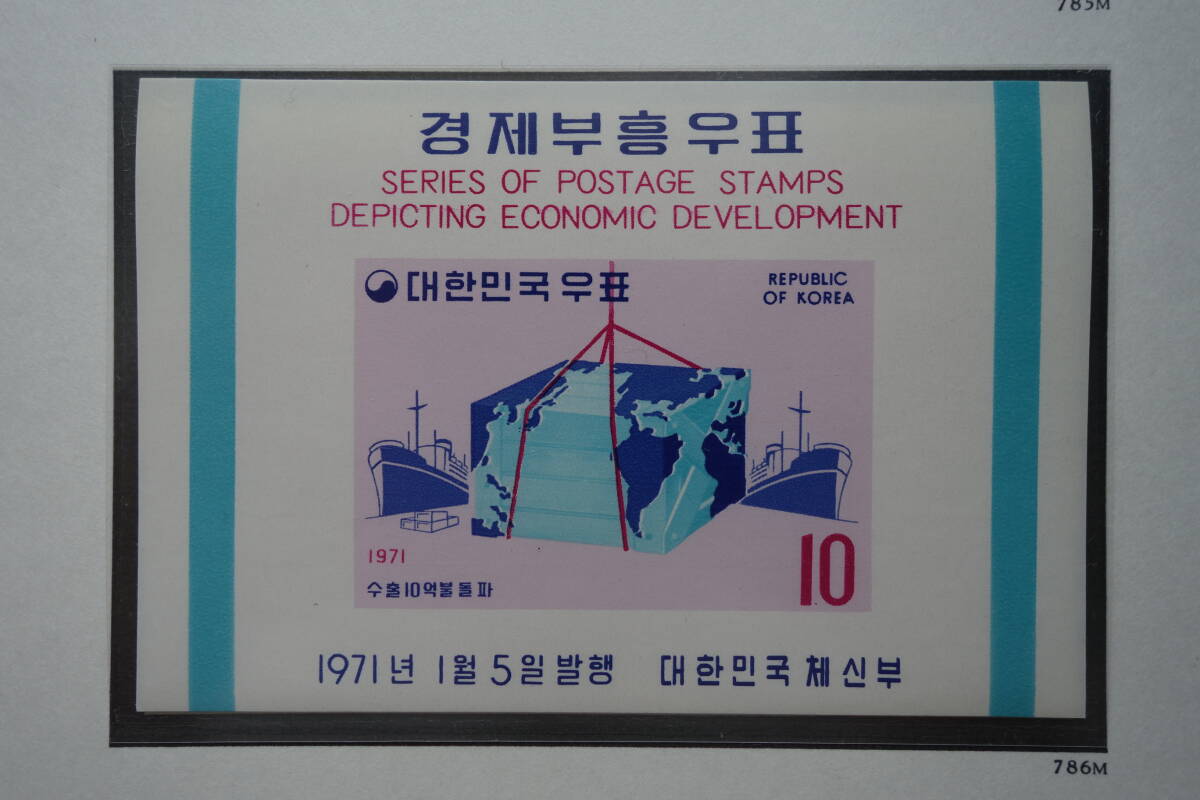 785M
경제부흥우표
SERIES OF POSTAGE STAMPS
DEPICTING ECONOMIC DEVELOPMENT
대한민국우표
REPUBLIC
OF KOREA
1971
10
수출10억불돌파
1971년 1월 5일발행 대한민국체신부
786M